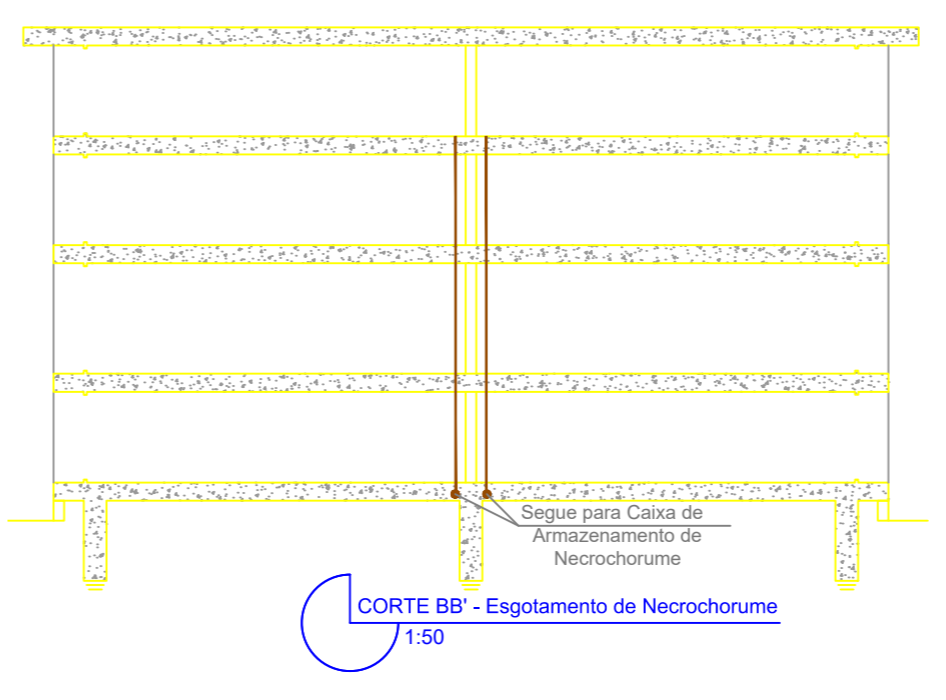 Segue para Caixa de
Armazenamento de
Necrochorume
CORTE BB' - Esgotamento de Necrochorume
1:50